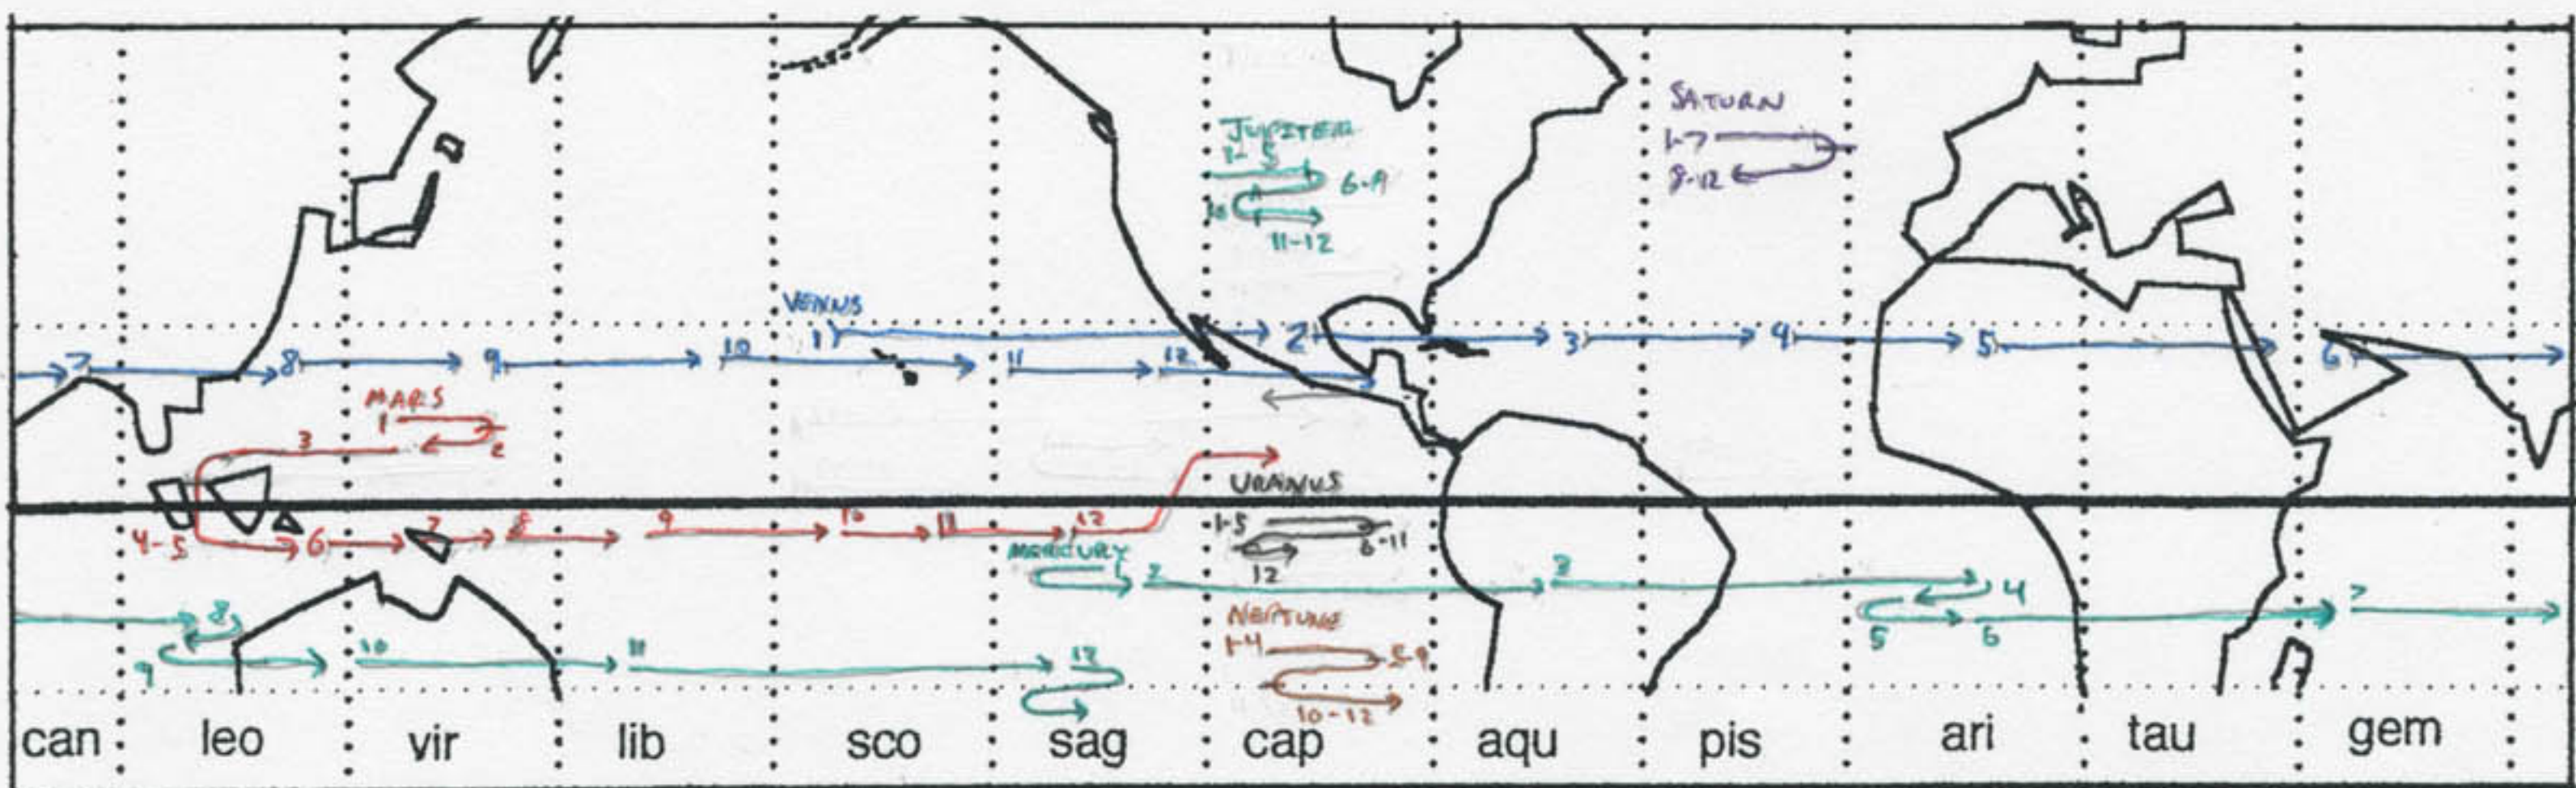 SATURN
1-7
8-12
JUPITER
1-5
6-9
10
11-12
VENUS
1
2
3
4
5
6
7
8
9
10
11
12
MARS
1
2
3
4-5
6
7
8
9
10
11
12
URANUS
1-5
6-11
12
MERCURY
1
2
3
4
5
6
7
8
9
10
11
12
NEPTUNE
1-4
5-9
10-12
can
leo
vir
lib
sco
sag
cap
aqu
pis
ari
tau
gem